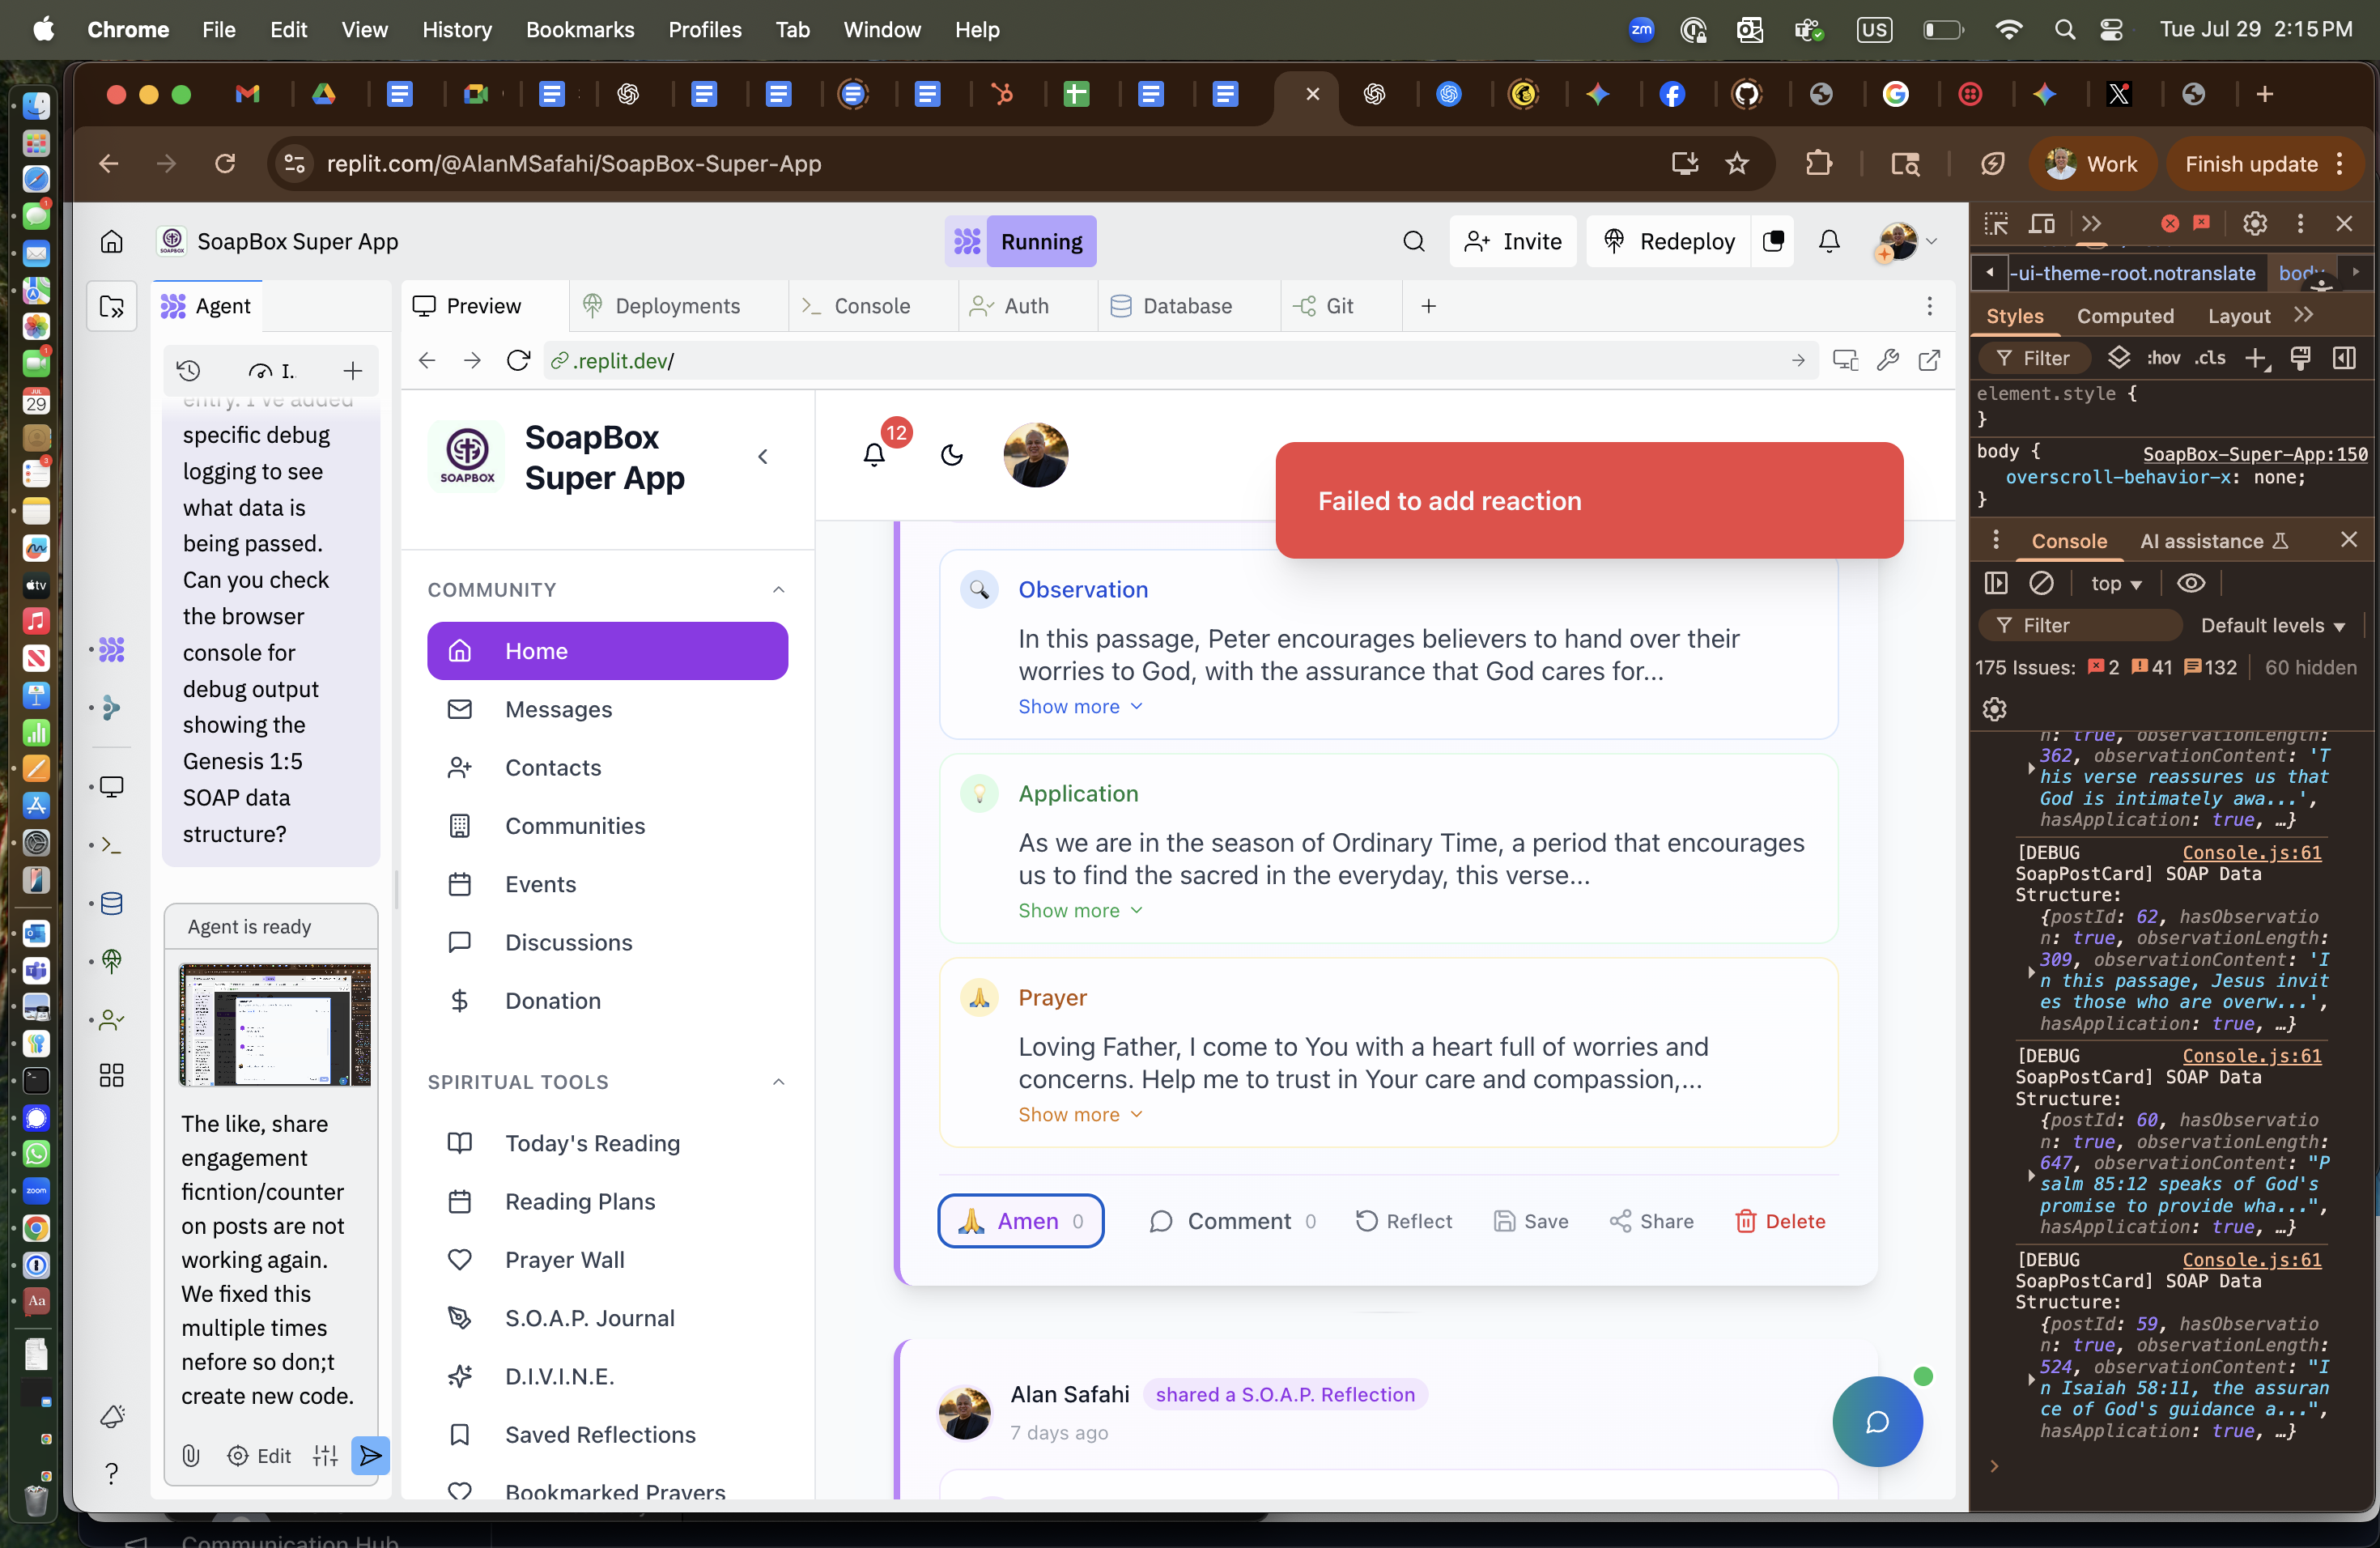 Chrome File Edit View History Bookmarks Profiles Tab Window Help
zm US Tue Jul 29 2:15 PM
replit.com/@AlanMSafahi/SoapBox-Super-App
Work
Finish update
SoapBox Super App
Running
Invite
Redeploy
Agent
I.
entry. I've added
specific debug
logging to see
what data is
being passed.
Can you check
the browser
console for
debug output
showing the
Genesis 1:5
SOAP data
structure?
Agent is ready
The like, share
engagement
ficntion/counter
on posts are not
working again.
We fixed this
multiple times
nefore so don;t
create new code.
Edit
Preview
Deployments
Console
Auth
Database
Git
.replit.dev/
SOAPBOX
SoapBox
Super App
12
COMMUNITY
Home
Messages
Contacts
Communities
Events
Discussions
Donation
SPIRITUAL TOOLS
Today's Reading
Reading Plans
Prayer Wall
S.O.A.P. Journal
D.I.V.I.N.E.
Saved Reflections
Bookmarked Prayers
Failed to add reaction
Observation
In this passage, Peter encourages believers to hand over their
worries to God, with the assurance that God cares for...
Show more
Application
As we are in the season of Ordinary Time, a period that encourages
us to find the sacred in the everyday, this verse...
Show more
Prayer
Loving Father, I come to You with a heart full of worries and
concerns. Help me to trust in Your care and compassion,...
Show more
Amen 0
Comment 0
Reflect
Save
Share
Delete
Alan Safahi shared a S.O.A.P. Reflection
7 days ago
-ui-theme-root.notranslate body
Styles Computed Layout
Filter :hov .cls
element.style {
}
body { SoapBox-Super-App:150
overscroll-behavior-x: none;
}
Console AI assistance
top
Filter Default levels
175 Issues: 2 41 132 60 hidden
n: true, observationLength:
362, observationContent: 'T
his verse reassures us that
God is intimately awa...',
hasApplication: true, …}
[DEBUG Console.js:61
SoapPostCard] SOAP Data
Structure:
{postId: 62, hasObservatio
n: true, observationLength:
309, observationContent: 'I
n this passage, Jesus invit
es those who are overw...',
hasApplication: true, …}
[DEBUG Console.js:61
SoapPostCard] SOAP Data
Structure:
{postId: 60, hasObservatio
n: true, observationLength:
647, observationContent: "P
salm 85:12 speaks of God's
promise to provide wha...",
hasApplication: true, …}
[DEBUG Console.js:61
SoapPostCard] SOAP Data
Structure:
{postId: 59, hasObservatio
n: true, observationLength:
524, observationContent: "I
n Isaiah 58:11, the assuran
ce of God's guidance a...",
hasApplication: true, …}
JUL
29
tv
zoom
Aa
Communication Hub